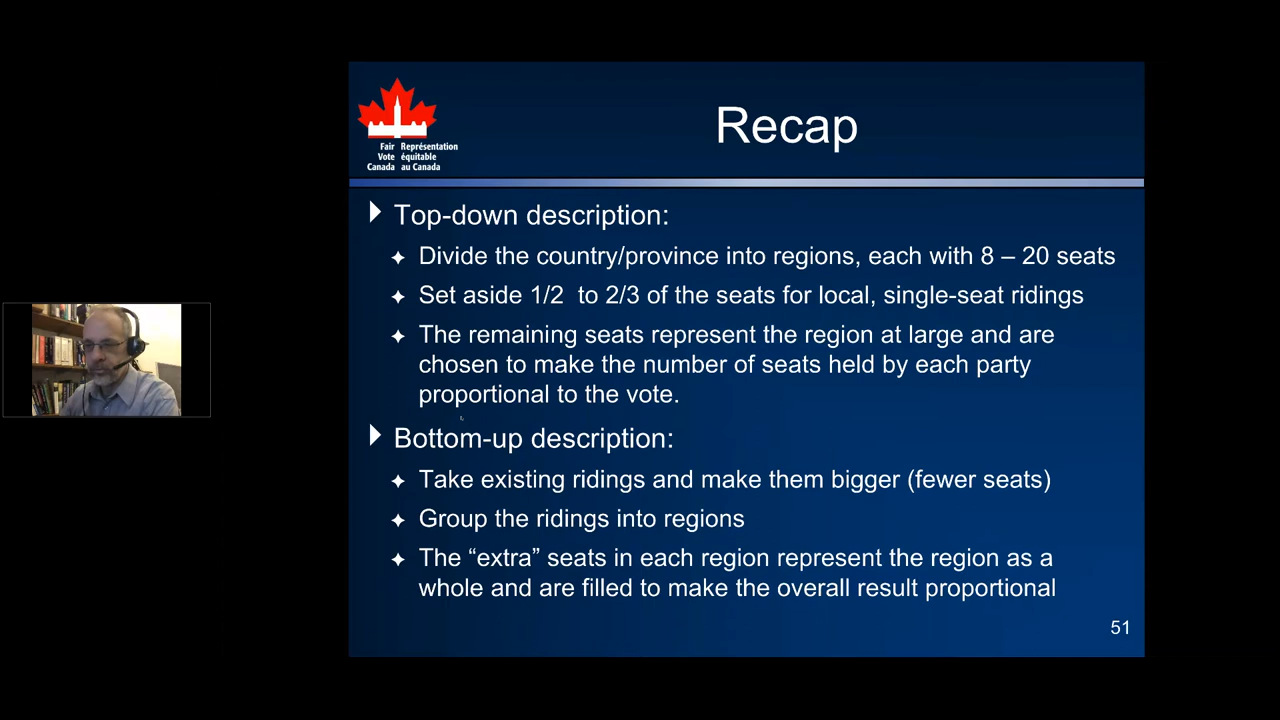 Recap
Fair Représentation
Vote équitable
Canada au Canada
Top-down description:
Divide the country/province into regions, each with 8 – 20 seats
Set aside 1/2 to 2/3 of the seats for local, single-seat ridings
The remaining seats represent the region at large and are
chosen to make the number of seats held by each party
proportional to the vote.
Bottom-up description:
Take existing ridings and make them bigger (fewer seats)
Group the ridings into regions
The “extra” seats in each region represent the region as a
whole and are filled to make the overall result proportional
51